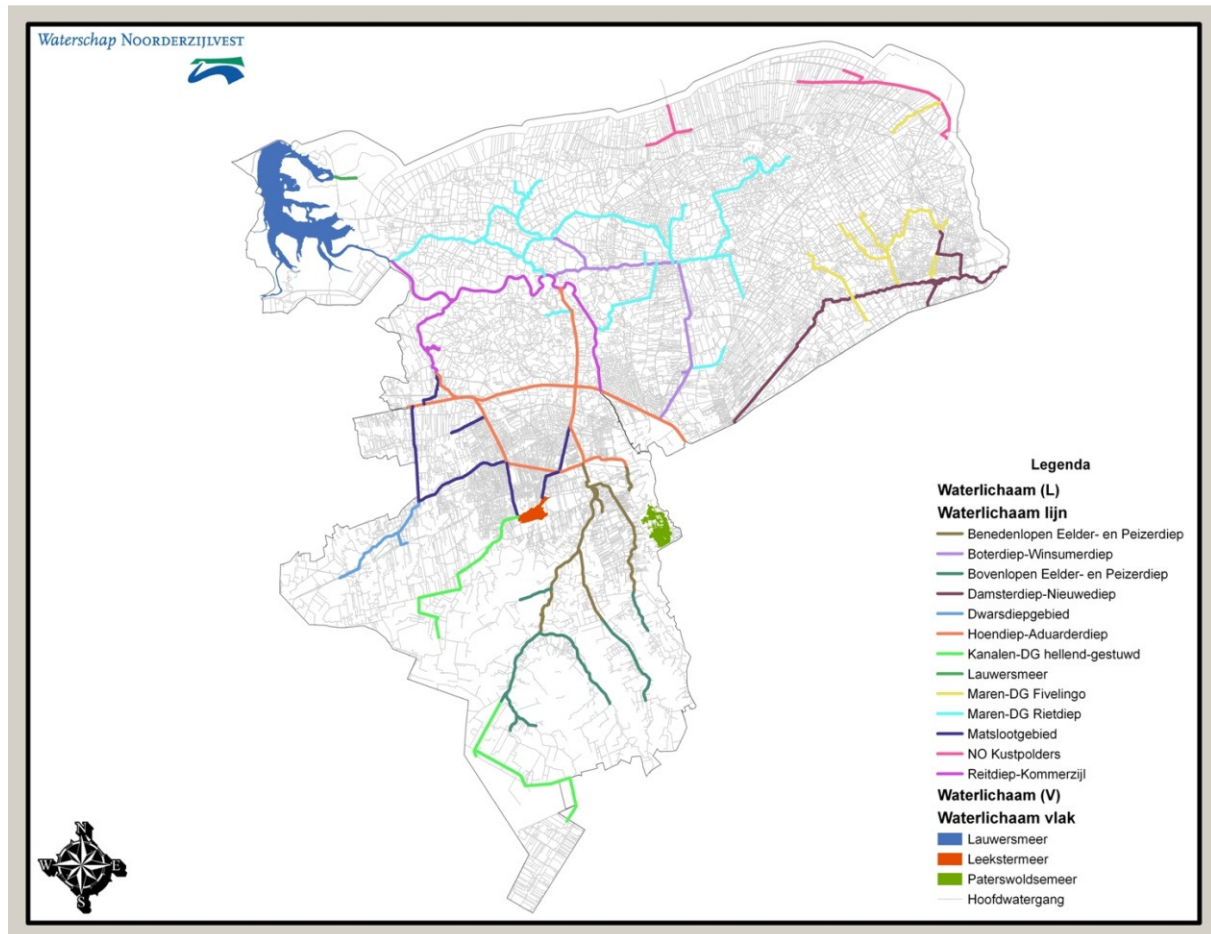 Waterschap NOORDERZIJLVEST
Legenda
Waterlichaam (L)
Waterlichaam lijn
Benedenlopen Eelder- en Peizerdiep
Boterdiep-Winsumerdiep
Bovenlopen Eelder- en Peizerdiep
Damsterdiep-Nieuwediep
Dwarsdiepgebied
Hoendiep-Aduarderdiep
Kanalen-DG hellend-gestuwd
Lauwersmeer
Maren-DG Fivelingo
Maren-DG Rietdiep
Matslootgebied
NO Kustpolders
Reitdiep-Kommerzijl
Waterlichaam (V)
Waterlichaam vlak
Lauwersmeer
Leekstermeer
Paterswoldsemeer
Hoofdwatergang
N
W E
S